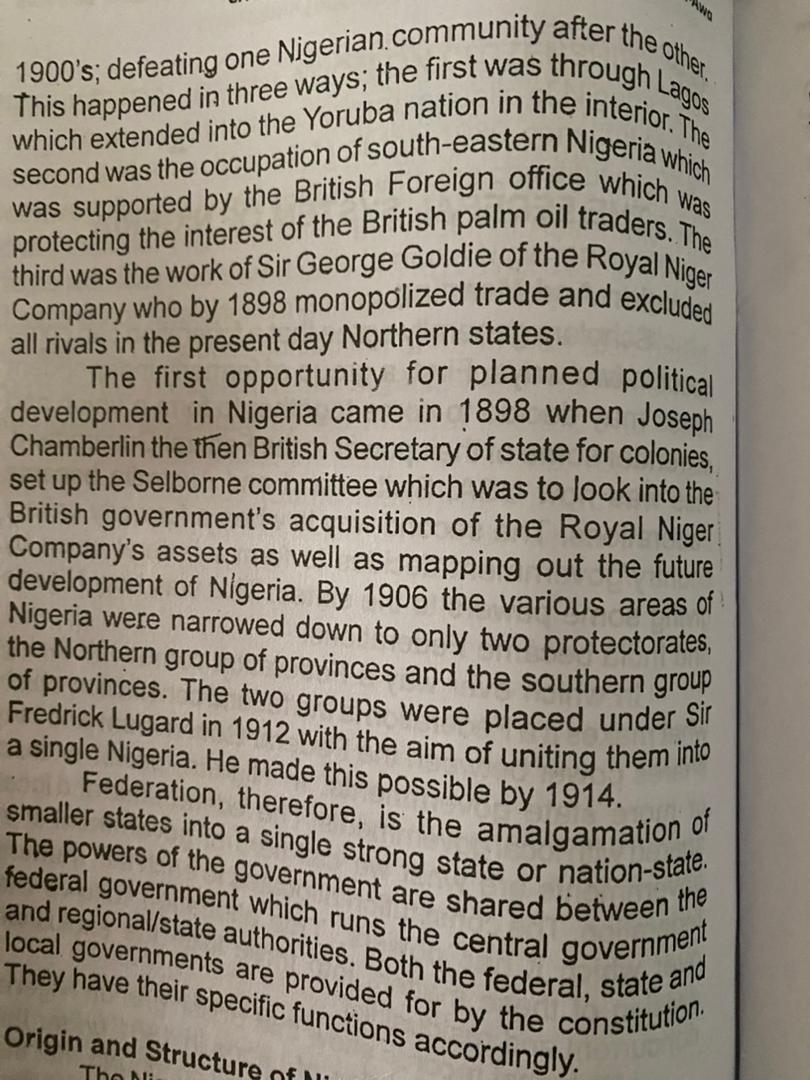 Awo
1900's; defeating one Nigerian community after the other.
This happened in three ways; the first was through Lagos
which extended into the Yoruba nation in the interior. The
second was the occupation of south-eastern Nigeria which
was supported by the British Foreign office which was
protecting the interest of the British palm oil traders. The
third was the work of Sir George Goldie of the Royal Niger
Company who by 1898 monopolized trade and excluded
all rivals in the present day Northern states.
The first opportunity for planned political
development in Nigeria came in 1898 when Joseph
Chamberlin the then British Secretary of state for colonies,
set up the Selborne committee which was to look into the
British government's acquisition of the Royal Niger
Company's assets as well as mapping out the future
development of Nigeria. By 1906 the various areas of
Nigeria were narrowed down to only two protectorates,
the Northern group of provinces and the southern group
of provinces. The two groups were placed under Sir
Fredrick Lugard in 1912 with the aim of uniting them into
a single Nigeria. He made this possible by 1914.
Federation, therefore, is the amalgamation of
smaller states into a single strong state or nation-state.
The powers of the government are shared between the
federal government which runs the central government
and regional/state authorities. Both the federal, state and
local governments are provided for by the constitution.
They have their specific functions accordingly.
Origin and Structure of
The